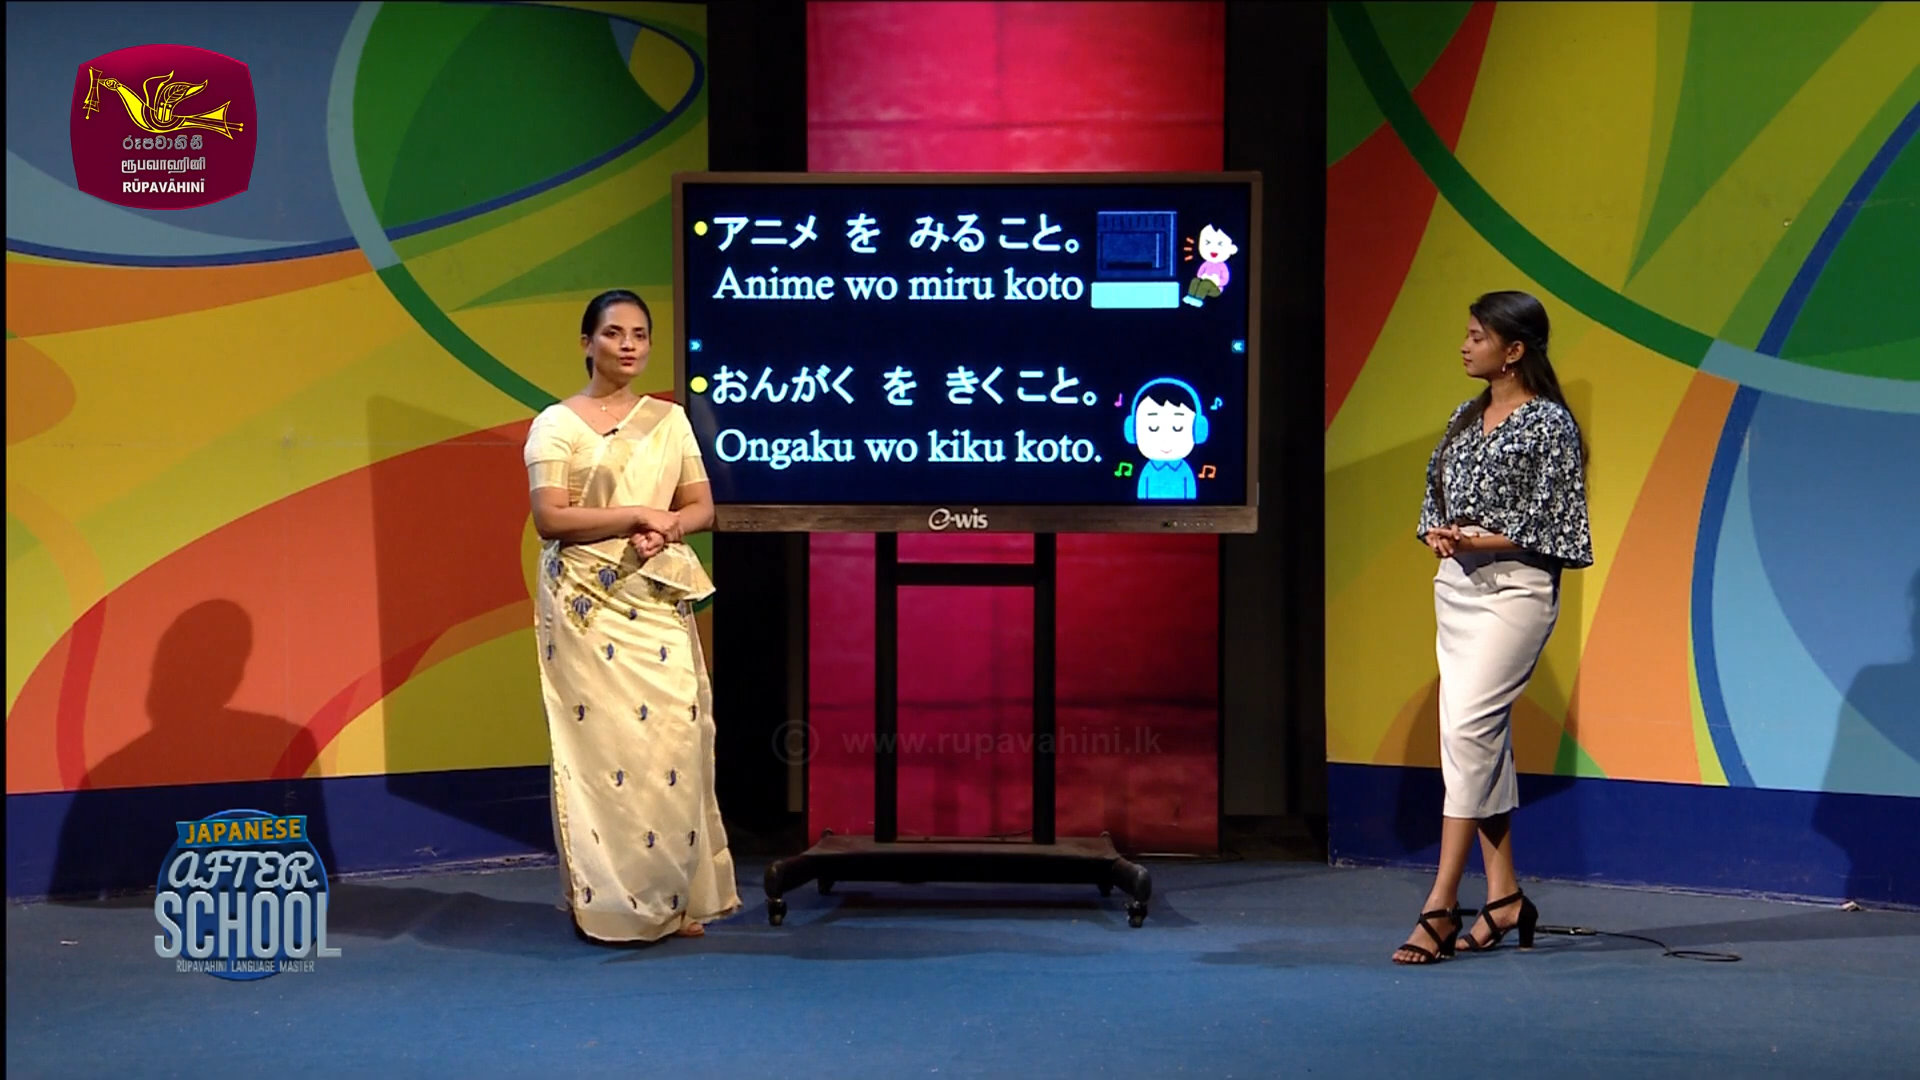 රූපවාහිනී
ரூபவாஹினி
RŪPAVĀHINĪ
アニメ を みること。
Anime wo miru koto
おんがく を きくこと。
Ongaku wo kiku koto.
e-wis
© www.rupavahini.lk
JAPANESE
AFTER
SCHOOL
RŪPAVAHINI LANGUAGE MASTER